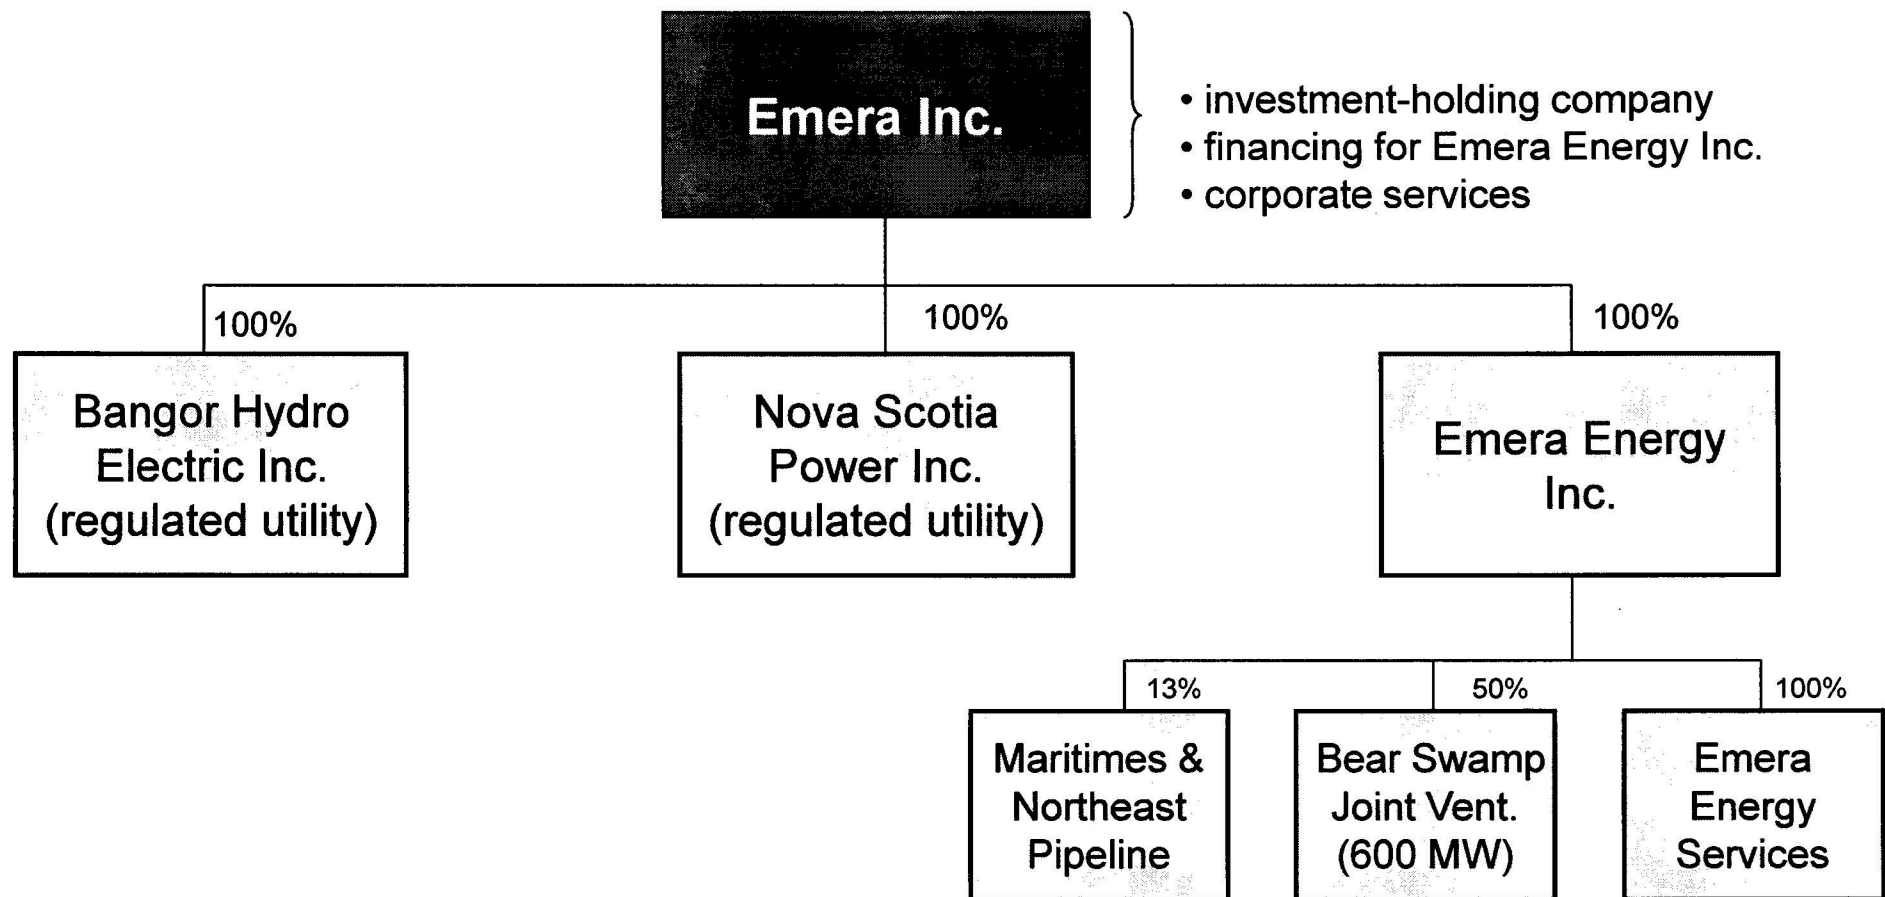 Emera Inc.
• investment-holding company
• financing for Emera Energy Inc.
• corporate services
100%
100%
100%
Bangor Hydro
Electric Inc.
(regulated utility)
Nova Scotia
Power Inc.
(regulated utility)
Emera Energy
Inc.
13%
50%
100%
Maritimes &
Northeast
Pipeline
Bear Swamp
Joint Vent.
(600 MW)
Emera
Energy
Services